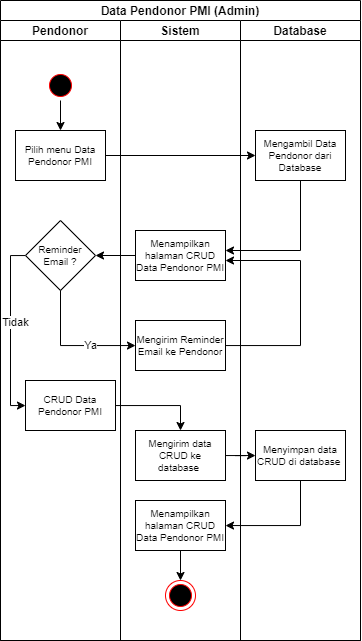 Data Pendonor PMI (Admin)
Pendonor
Sistem
Database
Pilih menu Data
Pendonor PMI
Mengambil Data
Pendonor dari
Database
Reminder
Email ?
Menampilkan
halaman CRUD
Data Pendonor PMI
Tidak
Ya
Mengirim Reminder
Email ke Pendonor
CRUD Data
Pendonor PMI
Mengirim data
CRUD ke
database
Menyimpan data
CRUD di database
Menampilkan
halaman CRUD
Data Pendonor PMI